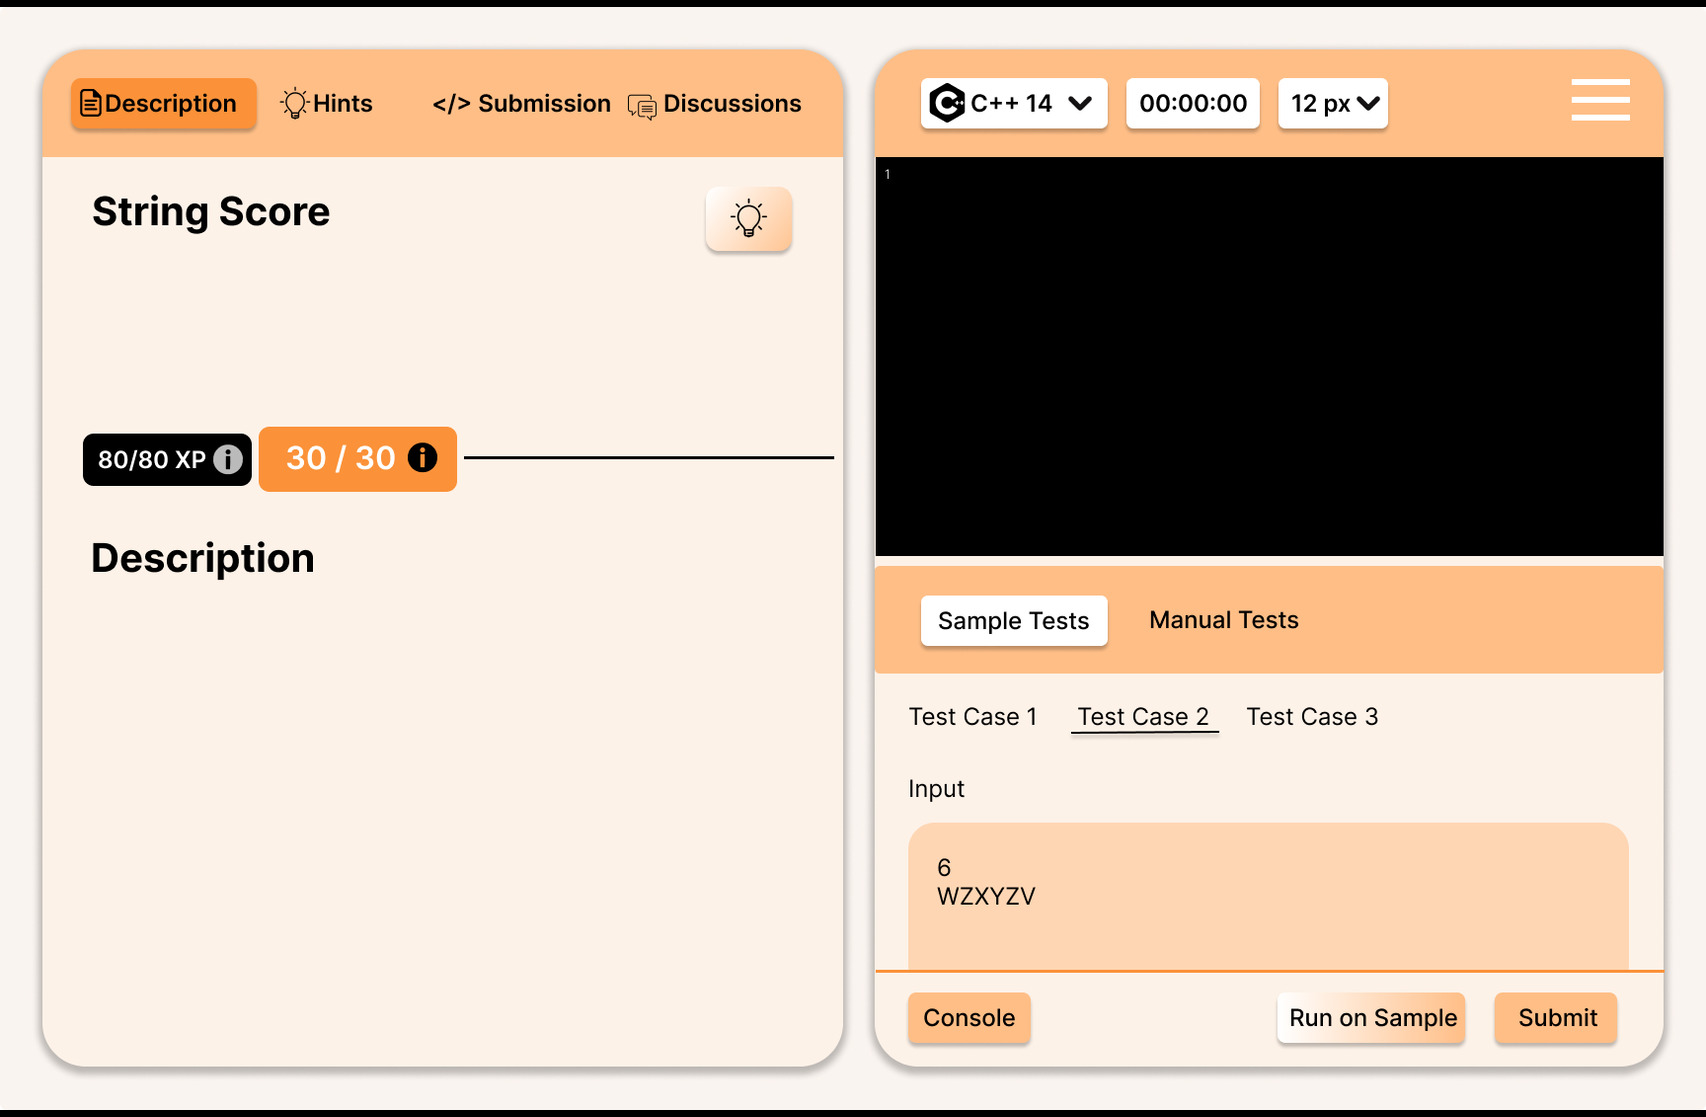 Description Hints </> Submission Discussions
String Score
80/80 XP i 30 / 30 i
Description
C++ 14 00:00:00 12 px
1
Sample Tests Manual Tests
Test Case 1 Test Case 2 Test Case 3
Input
6
WZXYZV
Console Run on Sample Submit